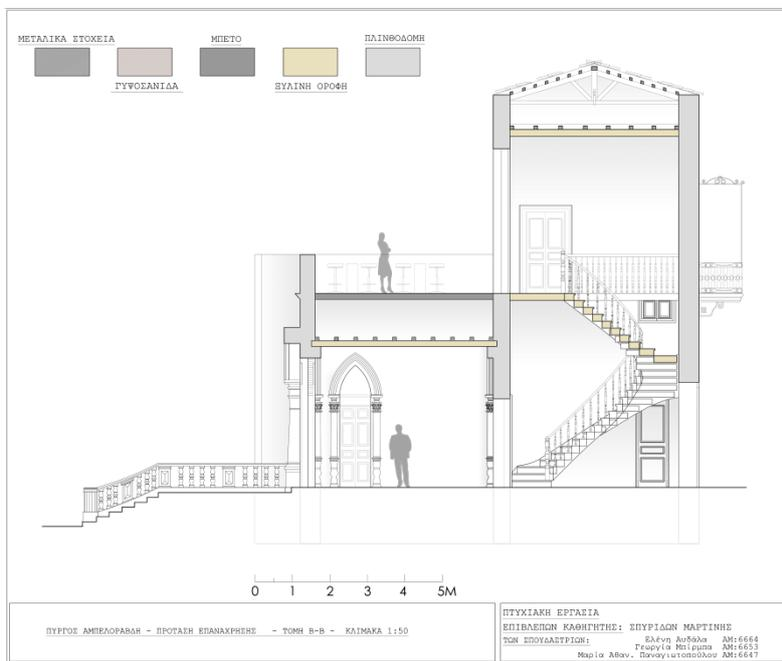 ΜΕΤΑΛΙΚΑ ΣΤΟΙΧΕΙΑ
ΜΠΕΤΟ
ΠΛΙΝΘΟΔΟΜΗ
ΓΥΨΟΣΑΝΙΔΑ
ΞΥΛΙΝΗ ΟΡΟΦΗ
0 1 2 3 4 5M
ΠΥΡΓΟΣ ΑΜΠΕΛΟΡΑΒΔΗ - ΠΡΟΤΑΣΗ ΕΠΑΝΑΧΡΗΣΗΣ - ΤΟΜΗ Β-Β - ΚΛΙΜΑΚΑ 1:50
ΠΤΥΧΙΑΚΗ ΕΡΓΑΣΙΑ
ΕΠΙΒΛΕΠΩΝ ΚΑΘΗΓΗΤΗΣ: ΣΠΥΡΙΔΩΝ ΜΑΡΤΙΝΗΣ
ΤΩΝ ΣΠΟΥΔΑΣΤΡΙΩΝ: Ελένη Αυδάλα ΑΜ:6664
Γεωργία Μπίρμπα ΑΜ:6653
Μαρία Αθαν. Παναγιωτοπούλου ΑΜ:6647